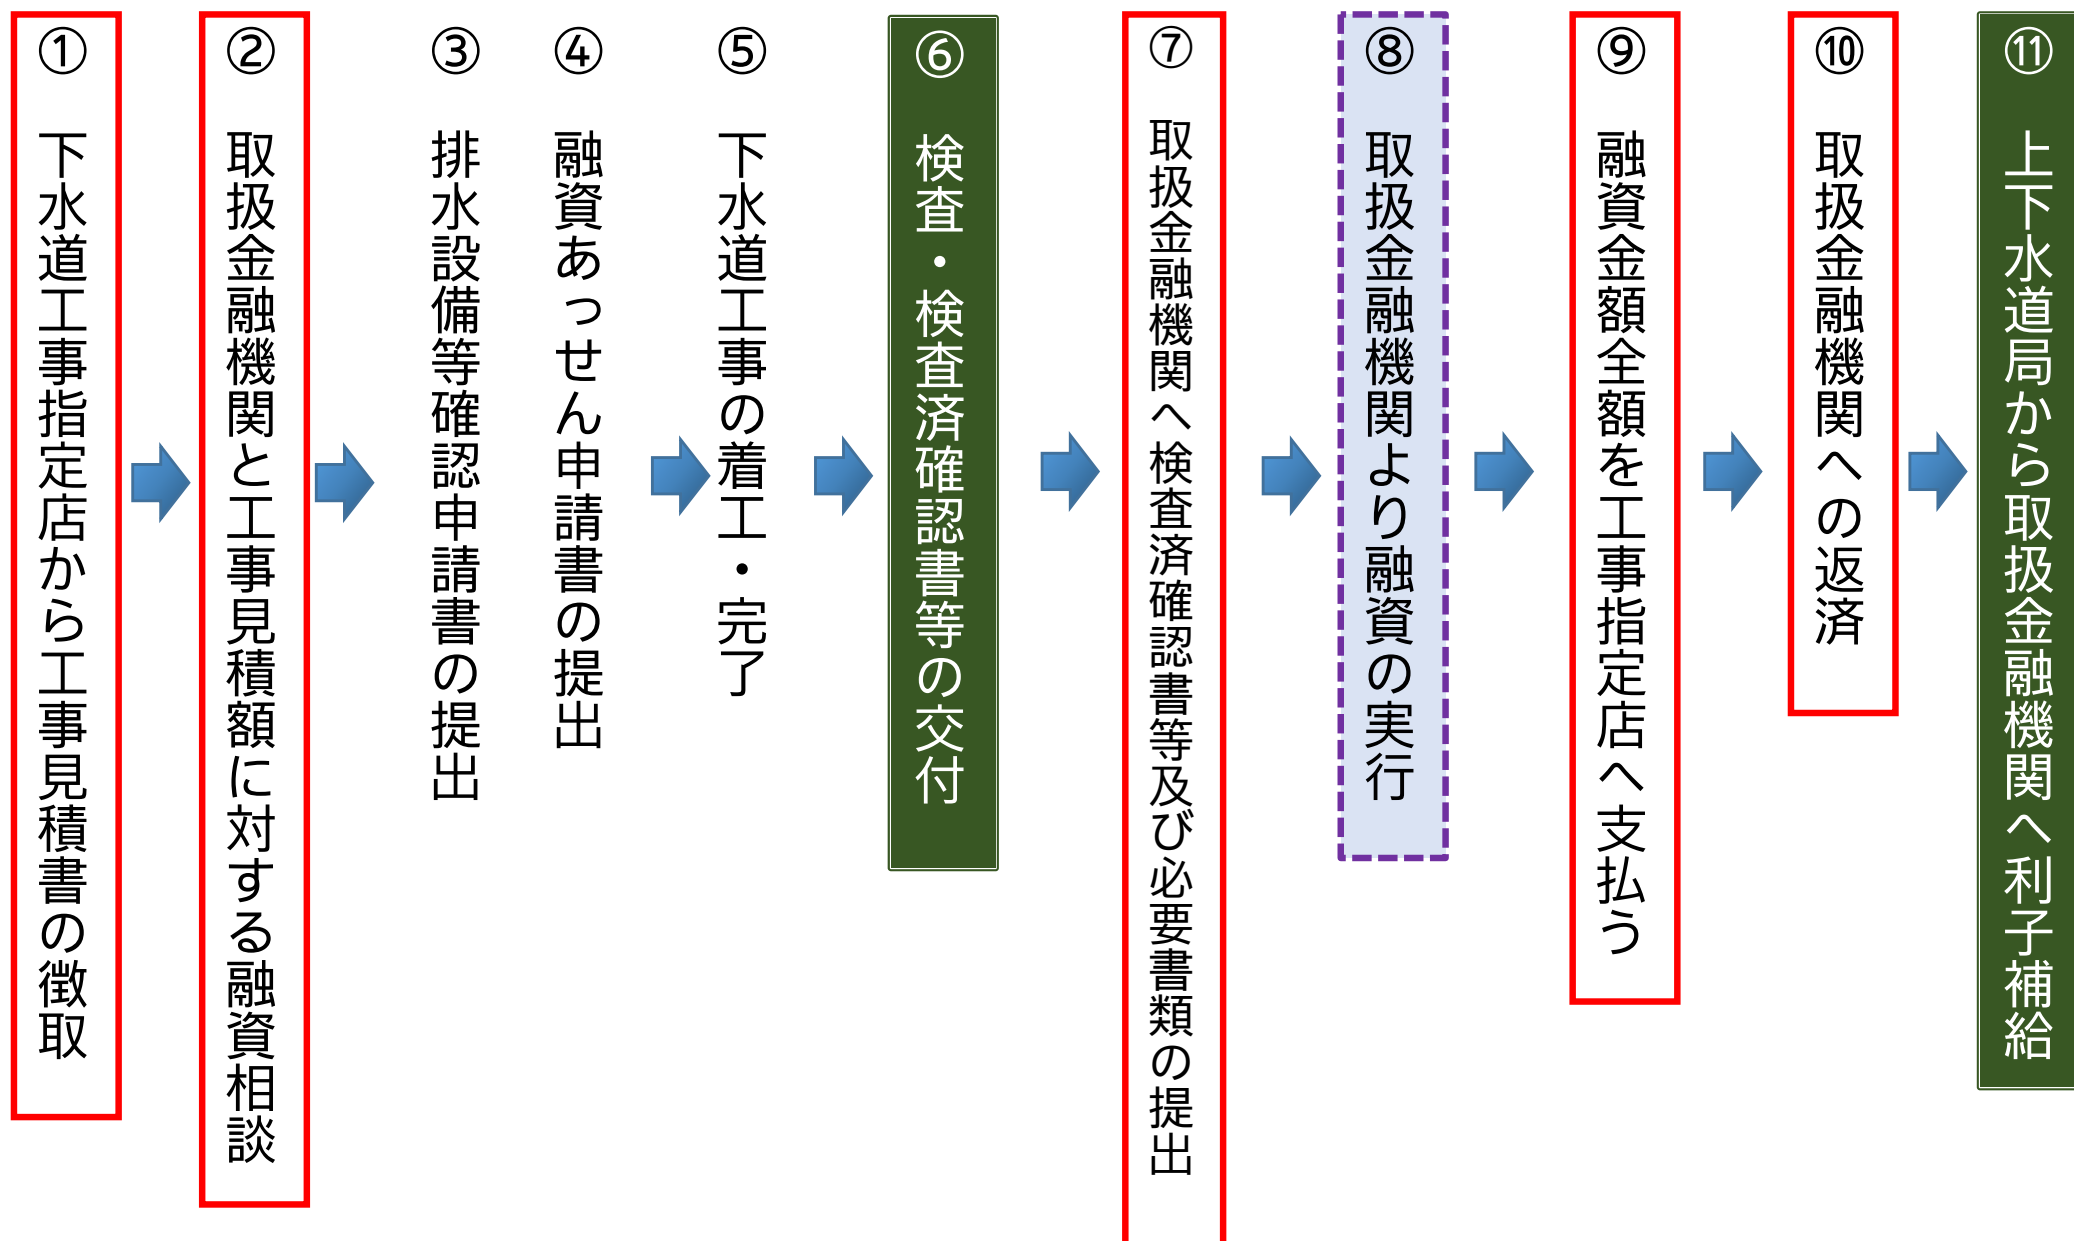 ① 下水道工事指定店から工事見積書の徴取
② 取扱金融機関と工事見積額に対する融資相談
③ 排水設備等確認申請書の提出
④ 融資あっせん申請書の提出
⑤ 下水道工事の着工・完了
⑥ 検査・検査済確認書等の交付
⑦ 取扱金融機関へ検査済確認書等及び必要書類の提出
⑧ 取扱金融機関より融資の実行
⑨ 融資金額全額を工事指定店へ支払う
⑩ 取扱金融機関への返済
⑪ 上下水道局から取扱金融機関へ利子補給